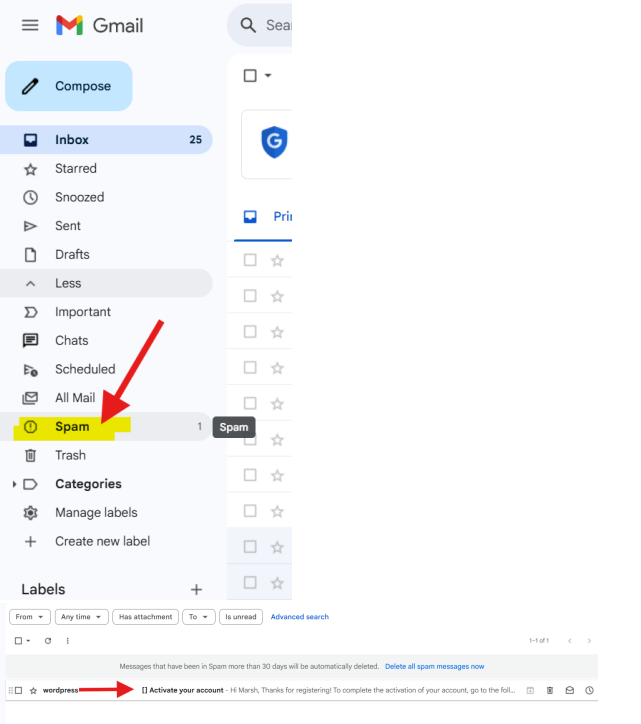 Gmail
Sea
Compose
Inbox 25
Starred
Snoozed
Sent
Pri
Drafts
Less
Important
Chats
Scheduled
All Mail
Spam 1 Spam
Trash
Categories
Manage labels
Create new label
Labels +
From Any time Has attachment To Is unread Advanced search
1-1 of 1
Messages that have been in Spam more than 30 days will be automatically deleted. Delete all spam messages now
wordpress [] Activate your account - Hi Marsh, Thanks for registering! To complete the activation of your account, go to the foll...